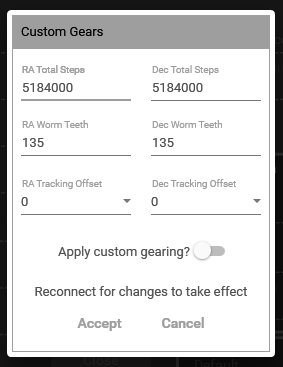 Custom Gears
RA Total Steps Dec Total Steps
5184000 5184000
RA Worm Teeth Dec Worm Teeth
135 135
RA Tracking Offset Dec Tracking Offset
0 0
Apply custom gearing?
Reconnect for changes to take effect
Accept Cancel